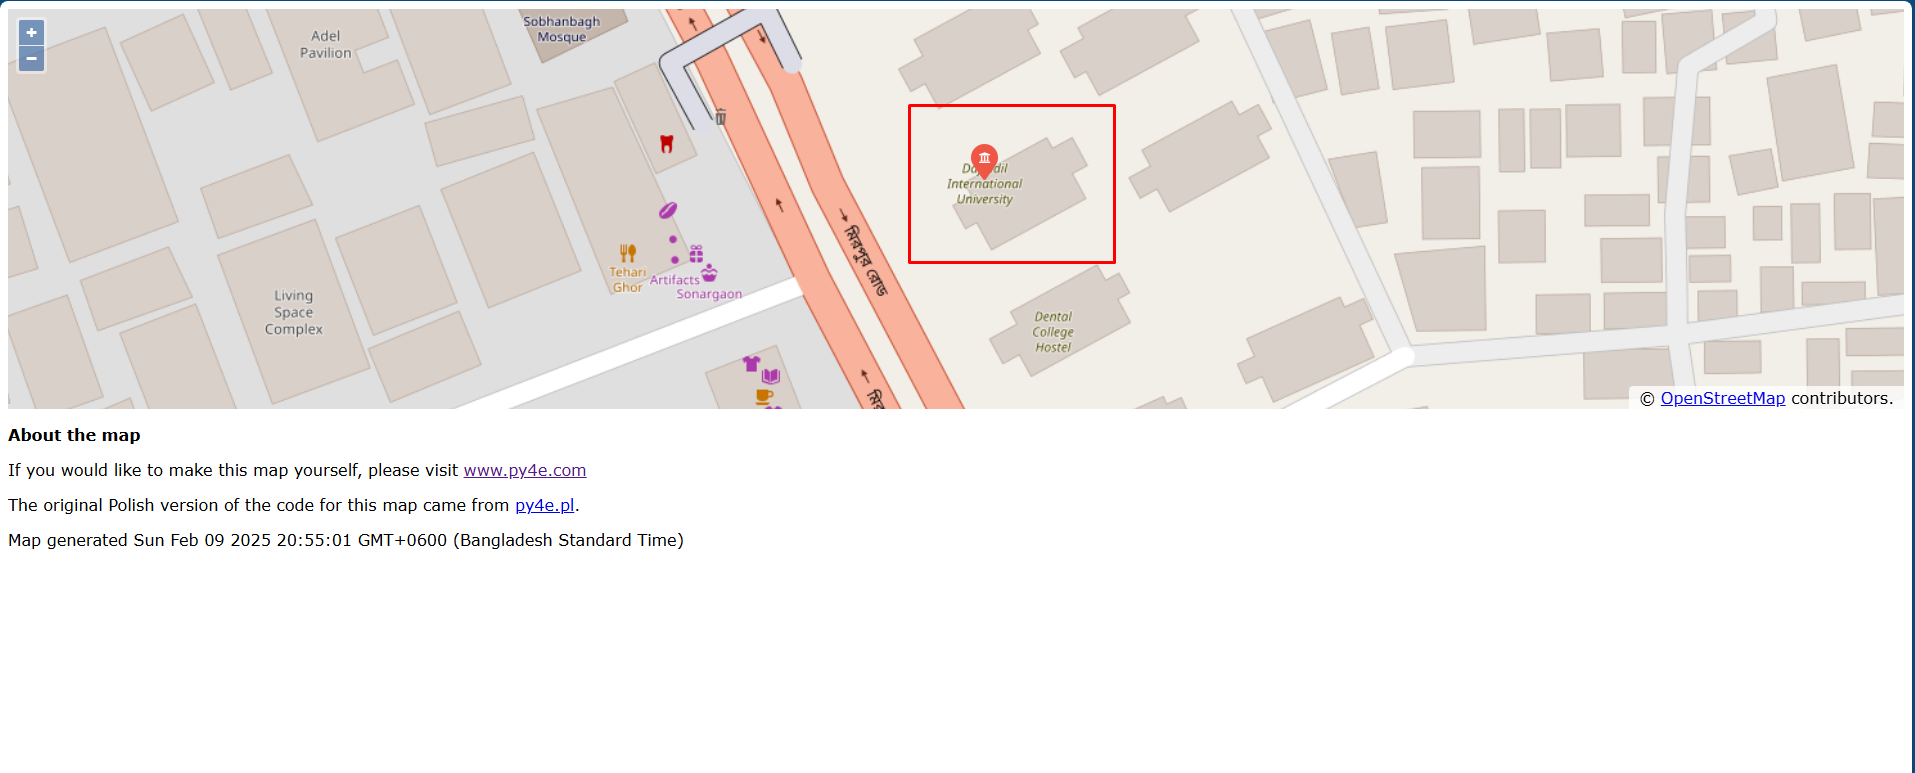 +
−
Adel
Pavilion
Sobhanbagh
Mosque
Daffodil
International
University
মিরপুর রোড
Tehari
Ghor
Artifacts
Sonargaon
Living
Space
Complex
Dental
College
Hostel
© OpenStreetMap contributors.
About the map
If you would like to make this map yourself, please visit www.py4e.com
The original Polish version of the code for this map came from py4e.pl.
Map generated Sun Feb 09 2025 20:55:01 GMT+0600 (Bangladesh Standard Time)